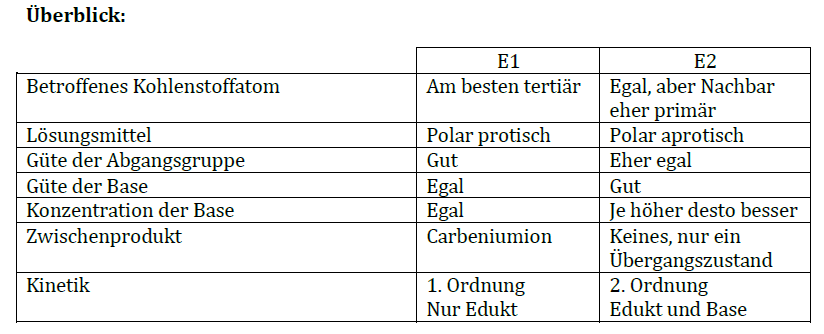 Überblick:
E1 E2
Betroffenes Kohlenstoffatom Am besten tertiär Egal, aber Nachbar
eher primär
Lösungsmittel Polar protisch Polar aprotisch
Güte der Abgangsgruppe Gut Eher egal
Güte der Base Egal Gut
Konzentration der Base Egal Je höher desto besser
Zwischenprodukt Carbeniumion Keines, nur ein
Übergangszustand
Kinetik 1. Ordnung 2. Ordnung
Nur Edukt Edukt und Base